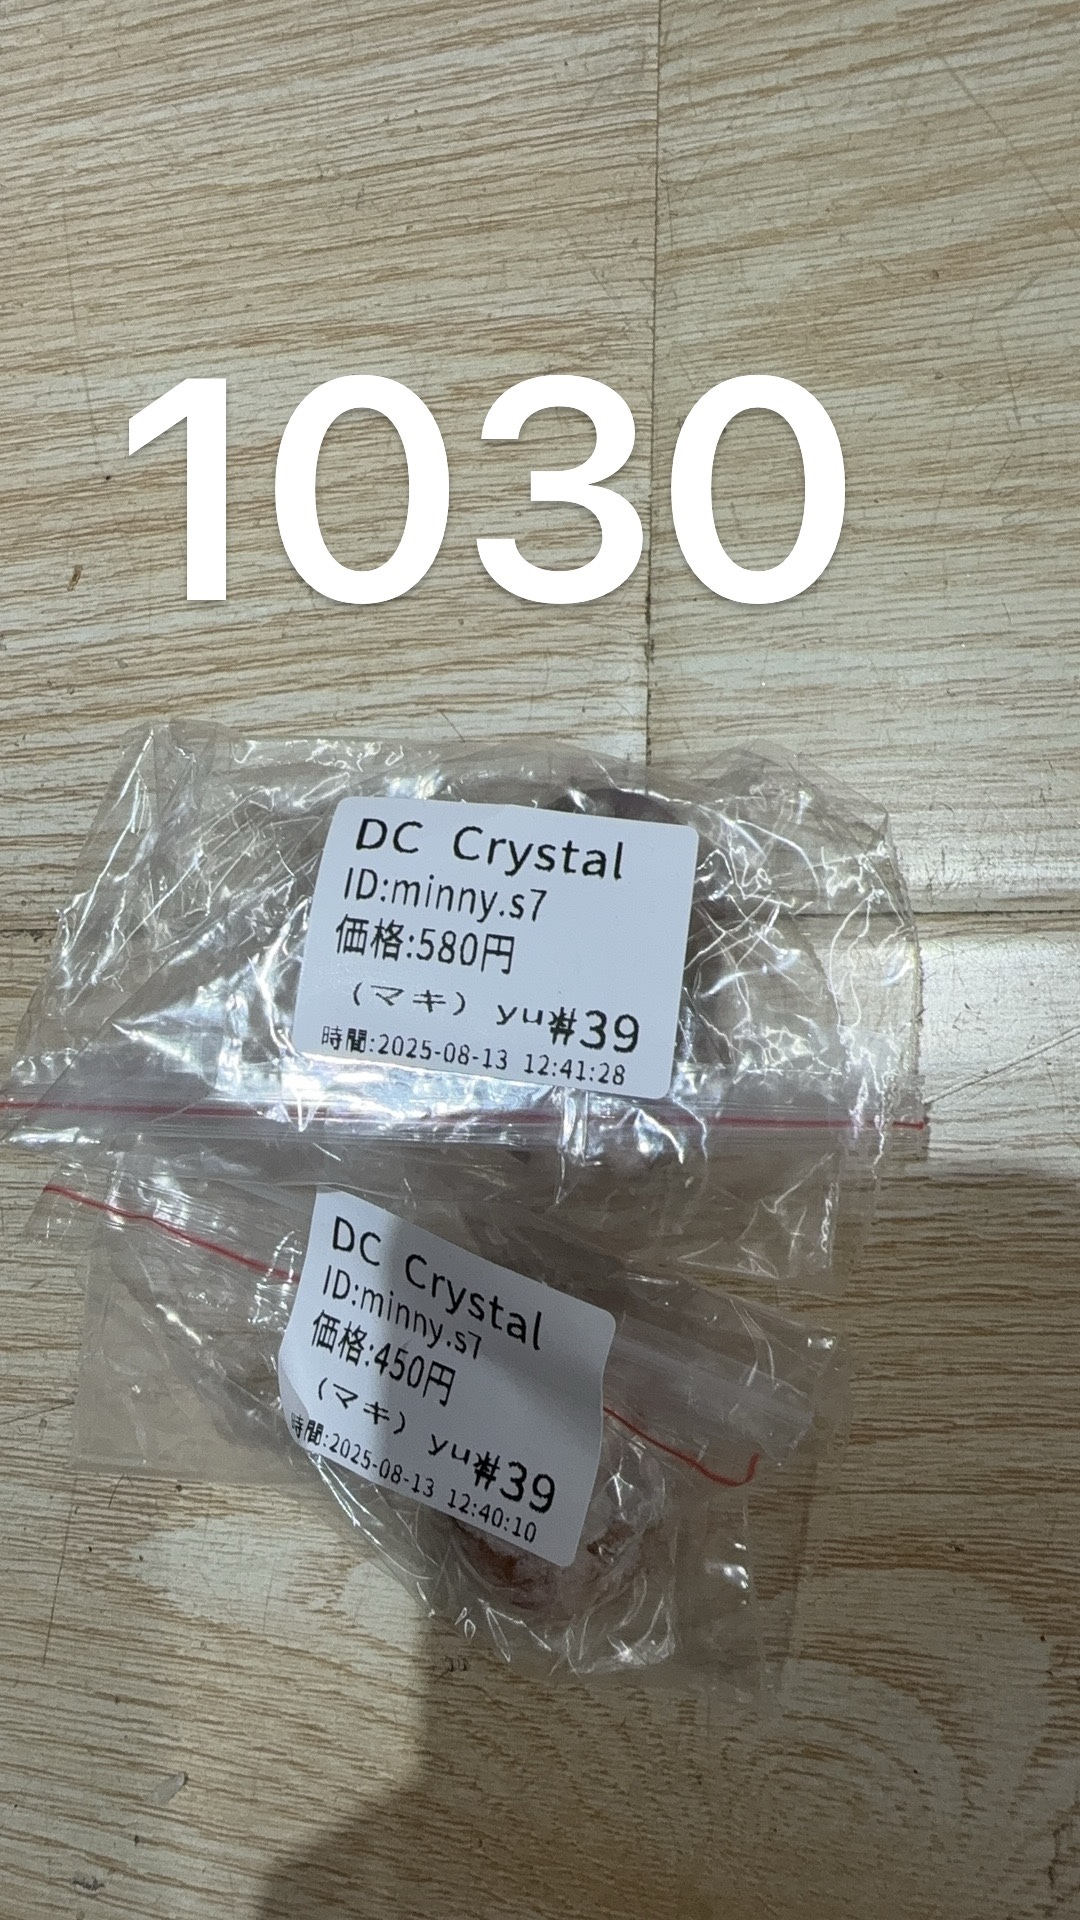 1030
DC Crystal
ID:minny.s7
価格:580円
(マキ) yu#39
時間:2025-08-13 12:41:28
DC Crystal
ID:minny.s7
価格:450円
(マキ) yu#39
時間:2025-08-13 12:40:10